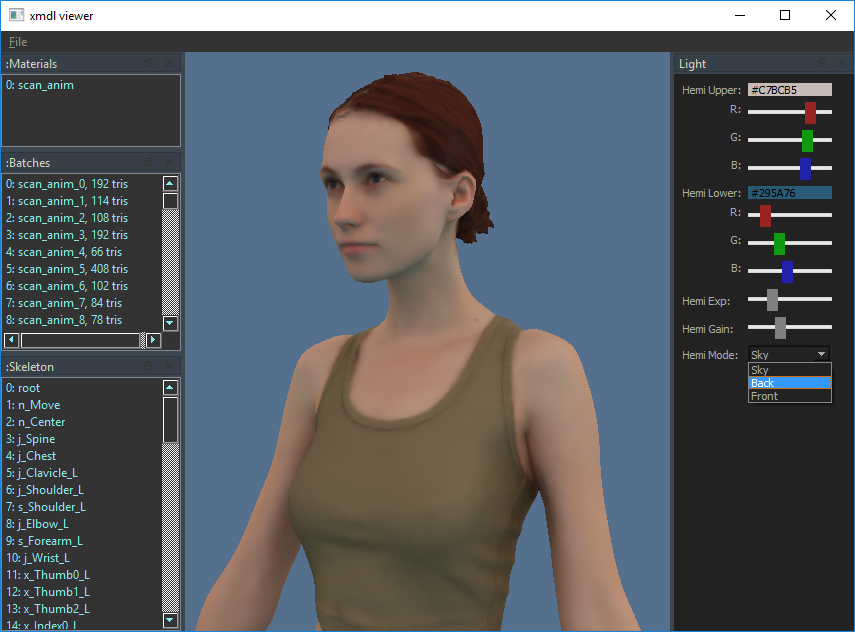 xmdl viewer
File
:Materials
0: scan_anim
:Batches
0: scan_anim_0, 192 tris
1: scan_anim_1, 114 tris
2: scan_anim_2, 108 tris
3: scan_anim_3, 192 tris
4: scan_anim_4, 66 tris
5: scan_anim_5, 408 tris
6: scan_anim_6, 102 tris
7: scan_anim_7, 84 tris
8: scan_anim_8, 78 tris
:Skeleton
0: root
1: n_Move
2: n_Center
3: j_Spine
4: j_Chest
5: j_Clavicle_L
6: j_Shoulder_L
7: s_Shoulder_L
8: j_Elbow_L
9: s_Forearm_L
10: j_Wrist_L
11: x_Thumb0_L
12: x_Thumb1_L
13: x_Thumb2_L
14: x_Index0_L
Light
Hemi Upper: #C7BCB5
R:
G:
B:
Hemi Lower: #295A76
R:
G:
B:
Hemi Exp:
Hemi Gain:
Hemi Mode: Sky
Sky
Back
Front